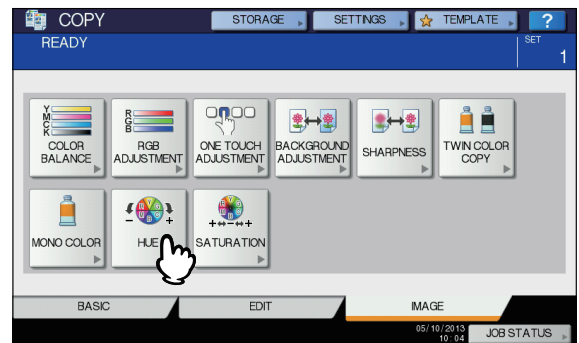 COPY
STORAGE
SETTINGS
TEMPLATE
?
READY
SET
1
Y
M
C
K
COLOR
BALANCE
R
G
B
RGB
ADJUSTMENT
ONE TOUCH
ADJUSTMENT
BACKGROUND
ADJUSTMENT
SHARPNESS
TWIN COLOR
COPY
MONO COLOR
- +
HUE
+⇔−⇔+
SATURATION
BASIC
EDIT
IMAGE
05/10/2013
10:04
JOB STATUS